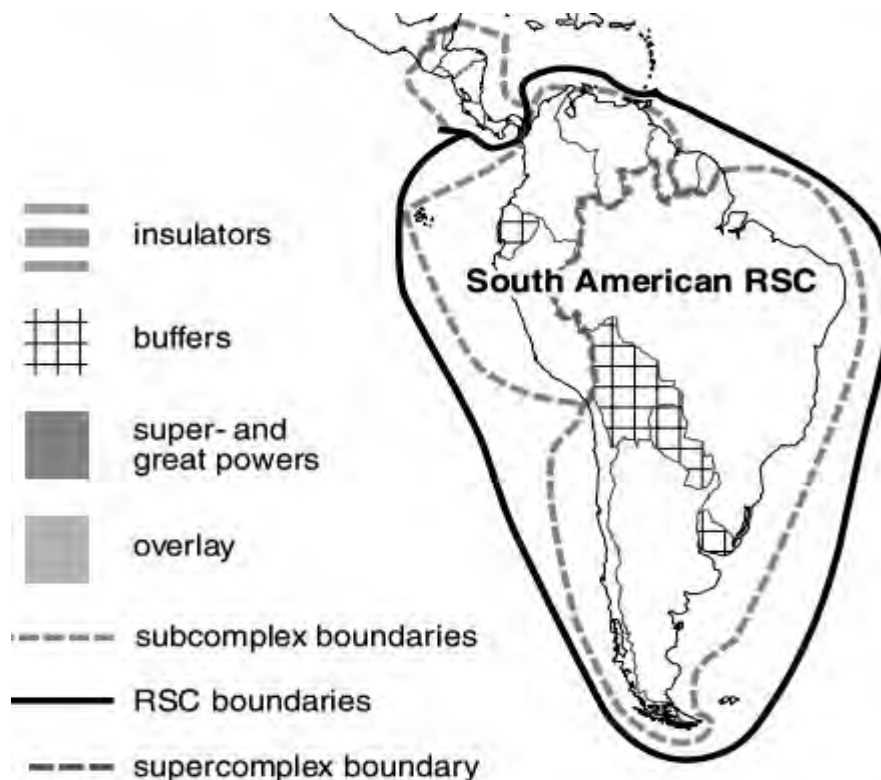 insulators
South American RSC
buffers
super- and
great powers
overlay
subcomplex boundaries
RSC boundaries
supercomplex boundary